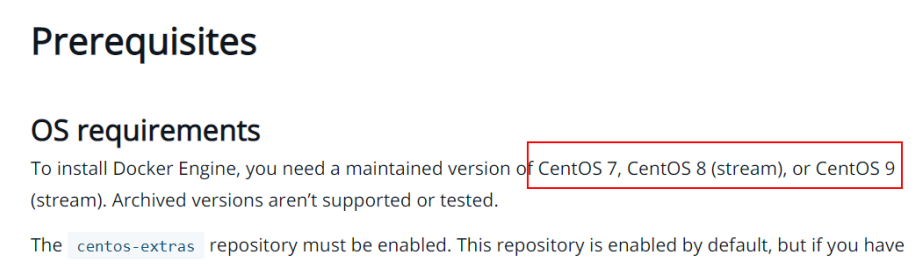 Prerequisites
OS requirements
To install Docker Engine, you need a maintained version of CentOS 7, CentOS 8 (stream), or CentOS 9
(stream). Archived versions aren’t supported or tested.
The centos-extras repository must be enabled. This repository is enabled by default, but if you have